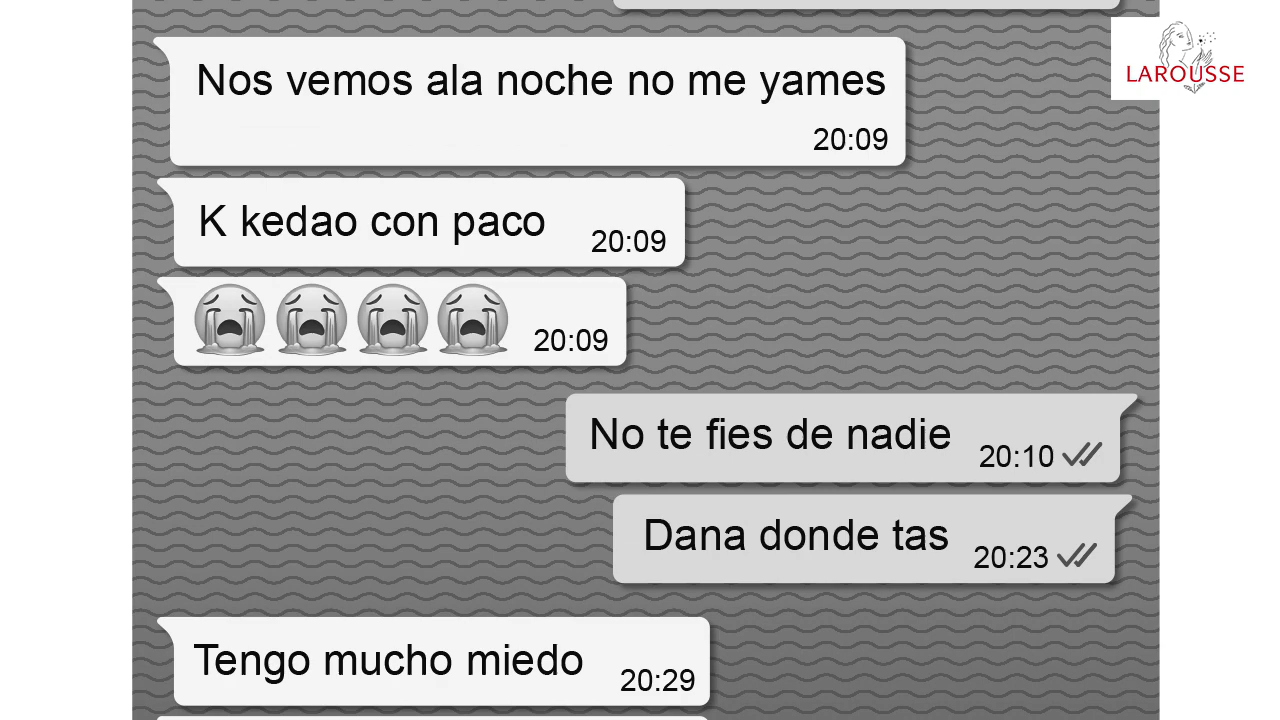 LAROUSSE
Nos vemos ala noche no me yames
20:09
K kedao con paco 20:09
😭😭😭😭 20:09
No te fies de nadie 20:10
Dana donde tas 20:23
Tengo mucho miedo 20:29